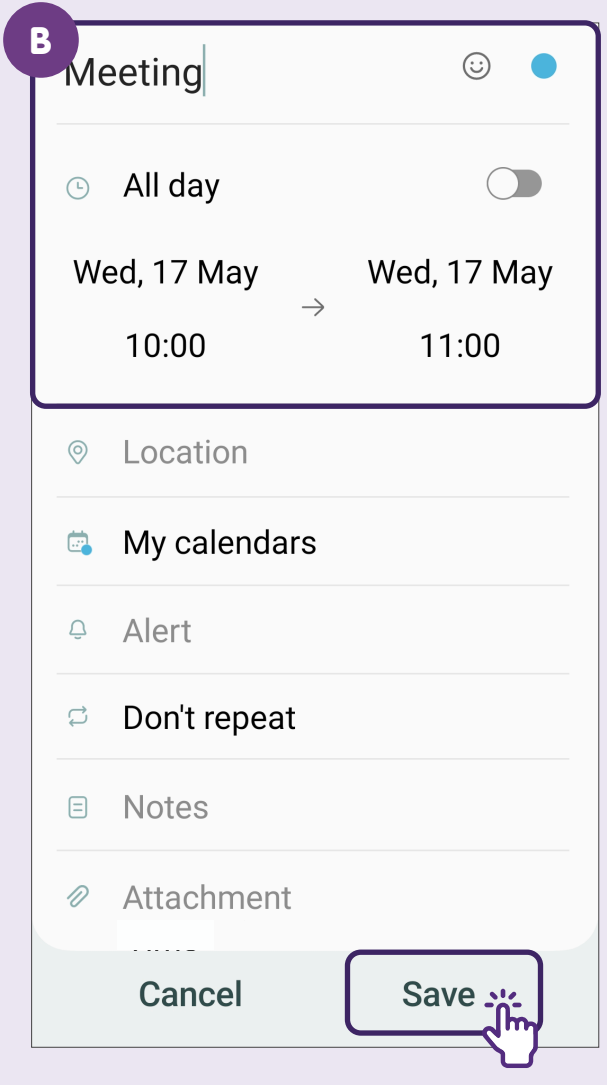 B
Meeting
All day
Wed, 17 May Wed, 17 May
10:00 → 11:00
Location
My calendars
Alert
Don't repeat
Notes
Attachment
Cancel Save